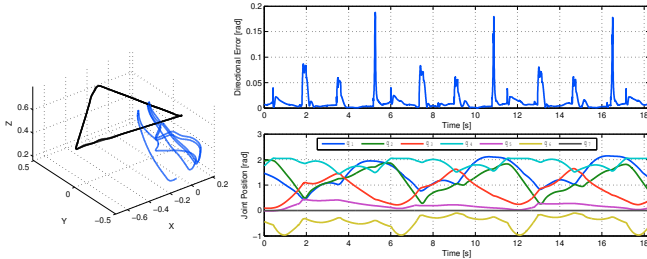 0.6
0.4
0.2
Z
0.5
0
−0.5
Y
−0.6
−0.4
−0.2
0
0.2
X
0.2
0.15
0.1
0.05
0
Directional Error [rad]
0 2 4 6 8 10 12 14 16 18
Time [s]
3
2
1
0
−1
Joint Position [rad]
0 2 4 6 8 10 12 14 16 18
Time [s]